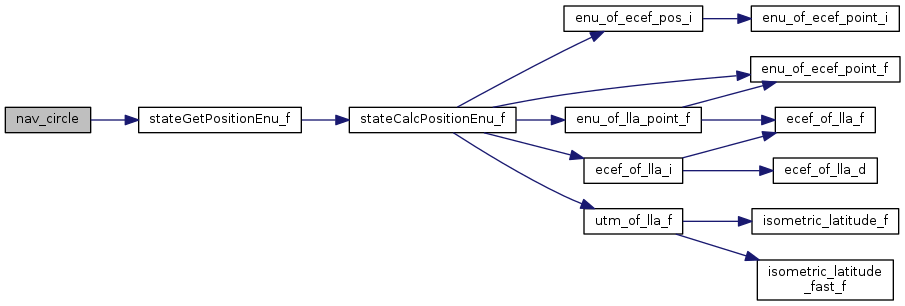 nav_circle
stateGetPositionEnu_f
stateCalcPositionEnu_f
enu_of_ecef_pos_i
enu_of_ecef_point_i
enu_of_ecef_point_f
enu_of_lla_point_f
ecef_of_lla_f
ecef_of_lla_i
ecef_of_lla_d
utm_of_lla_f
isometric_latitude_f
isometric_latitude
_fast_f